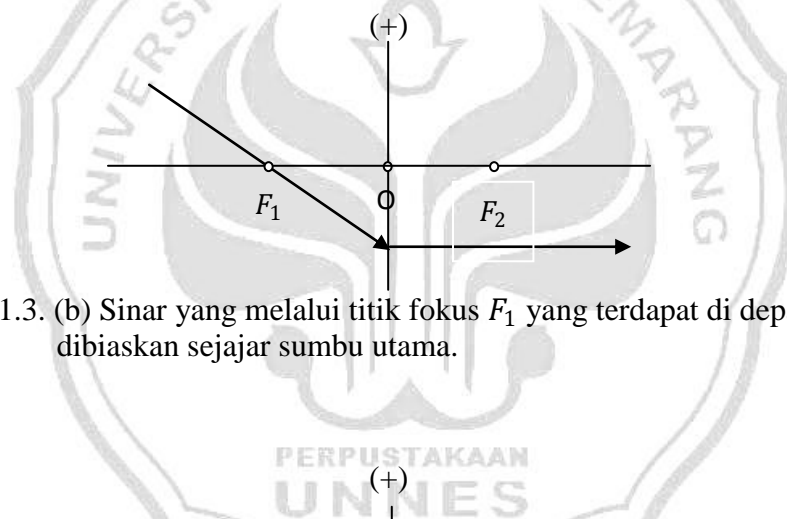 (+)
F₁ O F₂
1.3. (b) Sinar yang melalui titik fokus F₁ yang terdapat di dep
dibiaskan sejajar sumbu utama.
PERPUSTAKAAN
(+)
UNNES